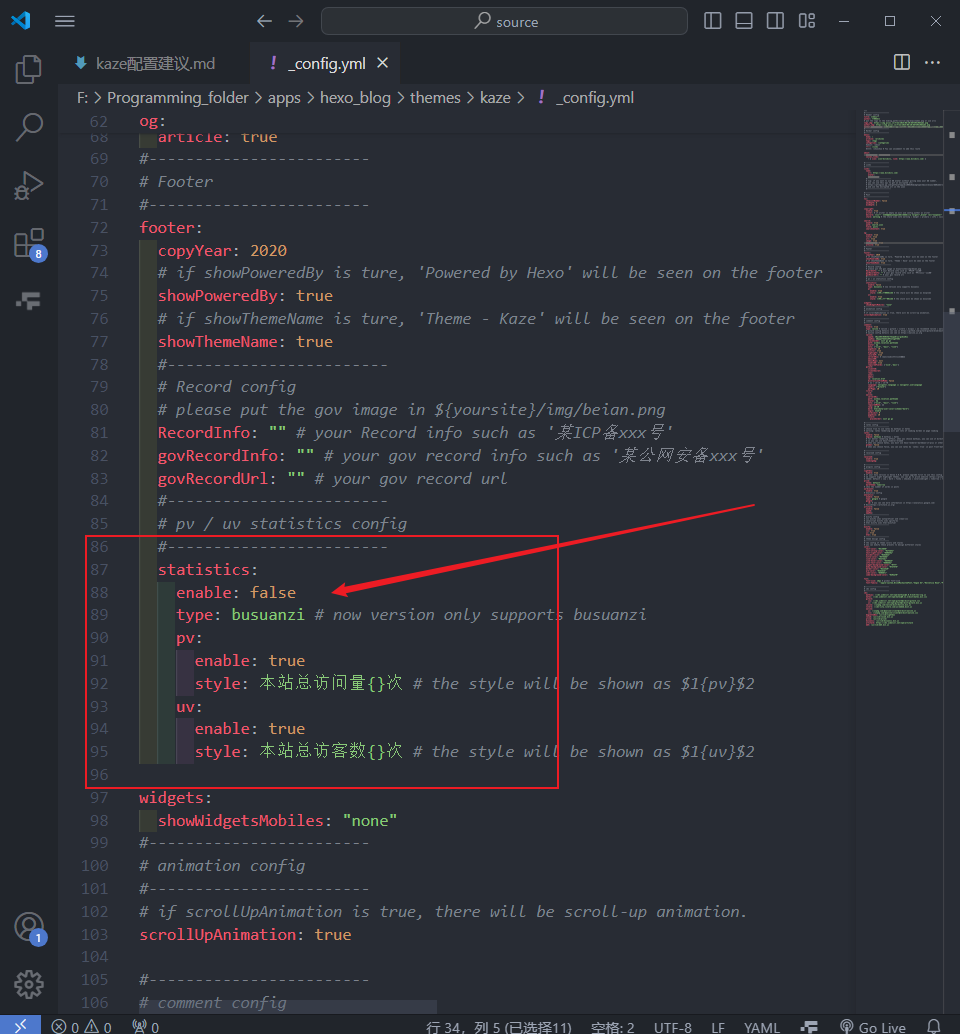 source
kaze配置建议.md
! _config.yml
F: > Programming_folder > apps > hexo_blog > themes > kaze > ! _config.yml
62 og:
68 article: true
69 #------------------------
70 # Footer
71 #------------------------
72 footer:
73 copyYear: 2020
74 # if showPoweredBy is ture, 'Powered by Hexo' will be seen on the footer
75 showPoweredBy: true
76 # if showThemeName is ture, 'Theme - Kaze' will be seen on the footer
77 showThemeName: true
78 #------------------------
79 # Record config
80 # please put the gov image in ${yoursite}/img/beian.png
81 RecordInfo: "" # your Record info such as '某ICP备xxx号'
82 govRecordInfo: "" # your gov record info such as '某公网安备xxx号'
83 govRecordUrl: "" # your gov record url
84 #------------------------
85 # pv / uv statistics config
86 #------------------------
87 statistics:
88 enable: false
89 type: busuanzi # now version only supports busuanzi
90 pv:
91 enable: true
92 style: 本站总访问量{}次 # the style will be shown as $1{pv}$2
93 uv:
94 enable: true
95 style: 本站总访客数{}次 # the style will be shown as $1{uv}$2
96
97 widgets:
98 showWidgetsMobiles: "none"
99 #------------------------
100 # animation config
101 #------------------------
102 # if scrollUpAnimation is true, there will be scroll-up animation.
103 scrollUpAnimation: true
104
105 #------------------------
106 # comment config
8
1
0 0 0 行 34，列 5 (已选择11) 空格: 2 UTF-8 LF YAML Go Live